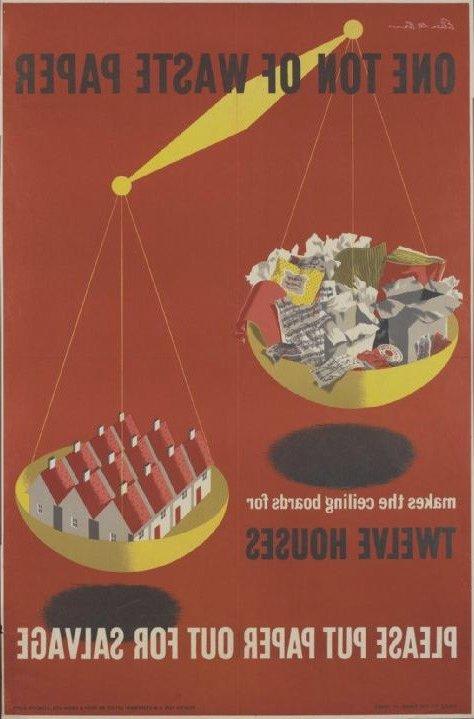 ONE TON OF WASTE PAPER
makes the ceiling boards for
TWELVE HOUSES
PLEASE PUT PAPER OUT FOR SALVAGE